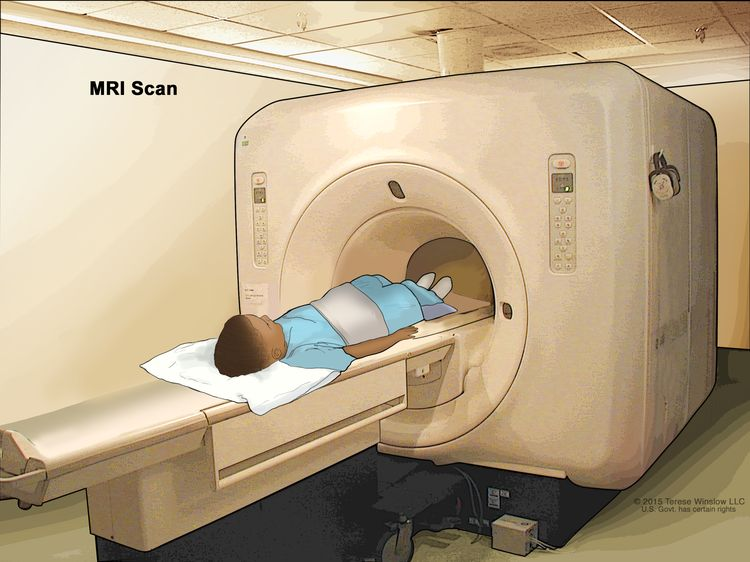 MRI Scan
© 2015 Terese Winslow LLC
U.S. Govt. has certain rights